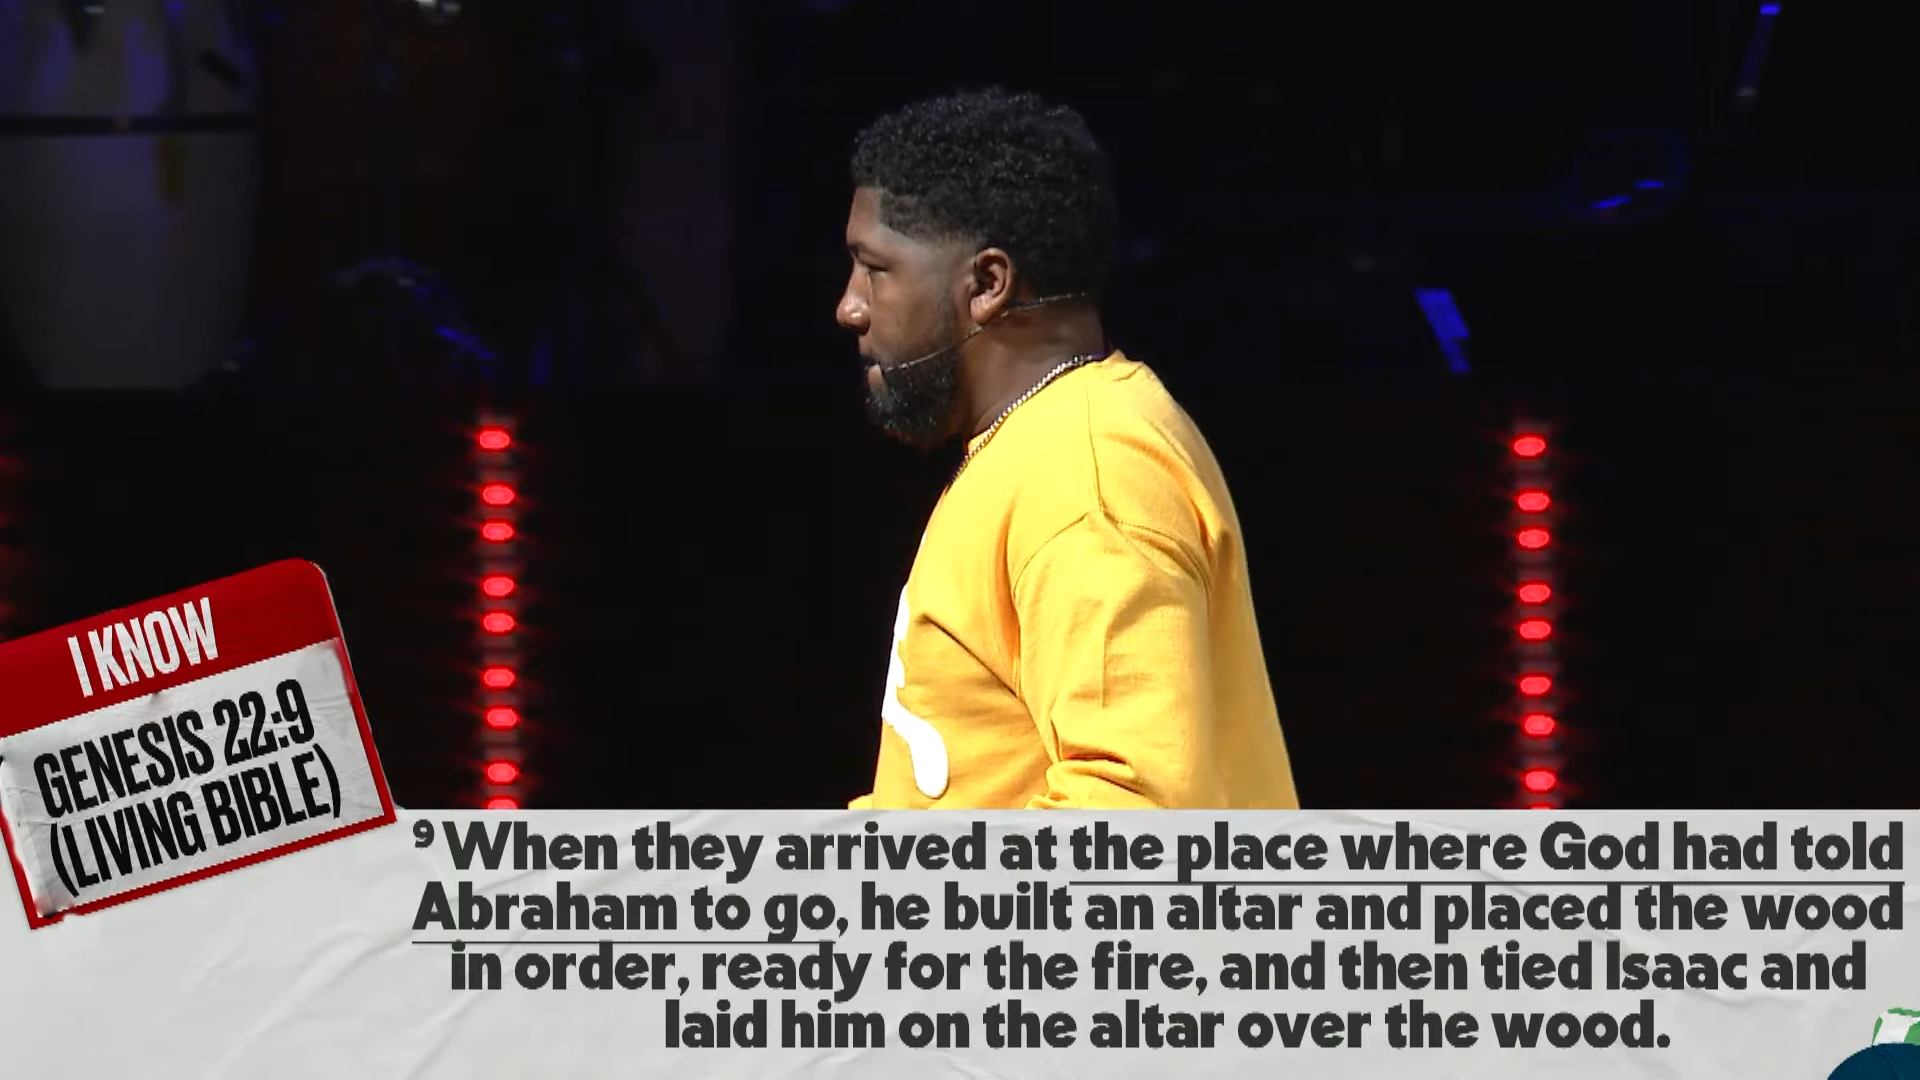 I KNOW
GENESIS 22:9
(LIVING BIBLE)
⁹ When they arrived at the place where God had told
Abraham to go, he built an altar and placed the wood
in order, ready for the fire, and then tied Isaac and
laid him on the altar over the wood.